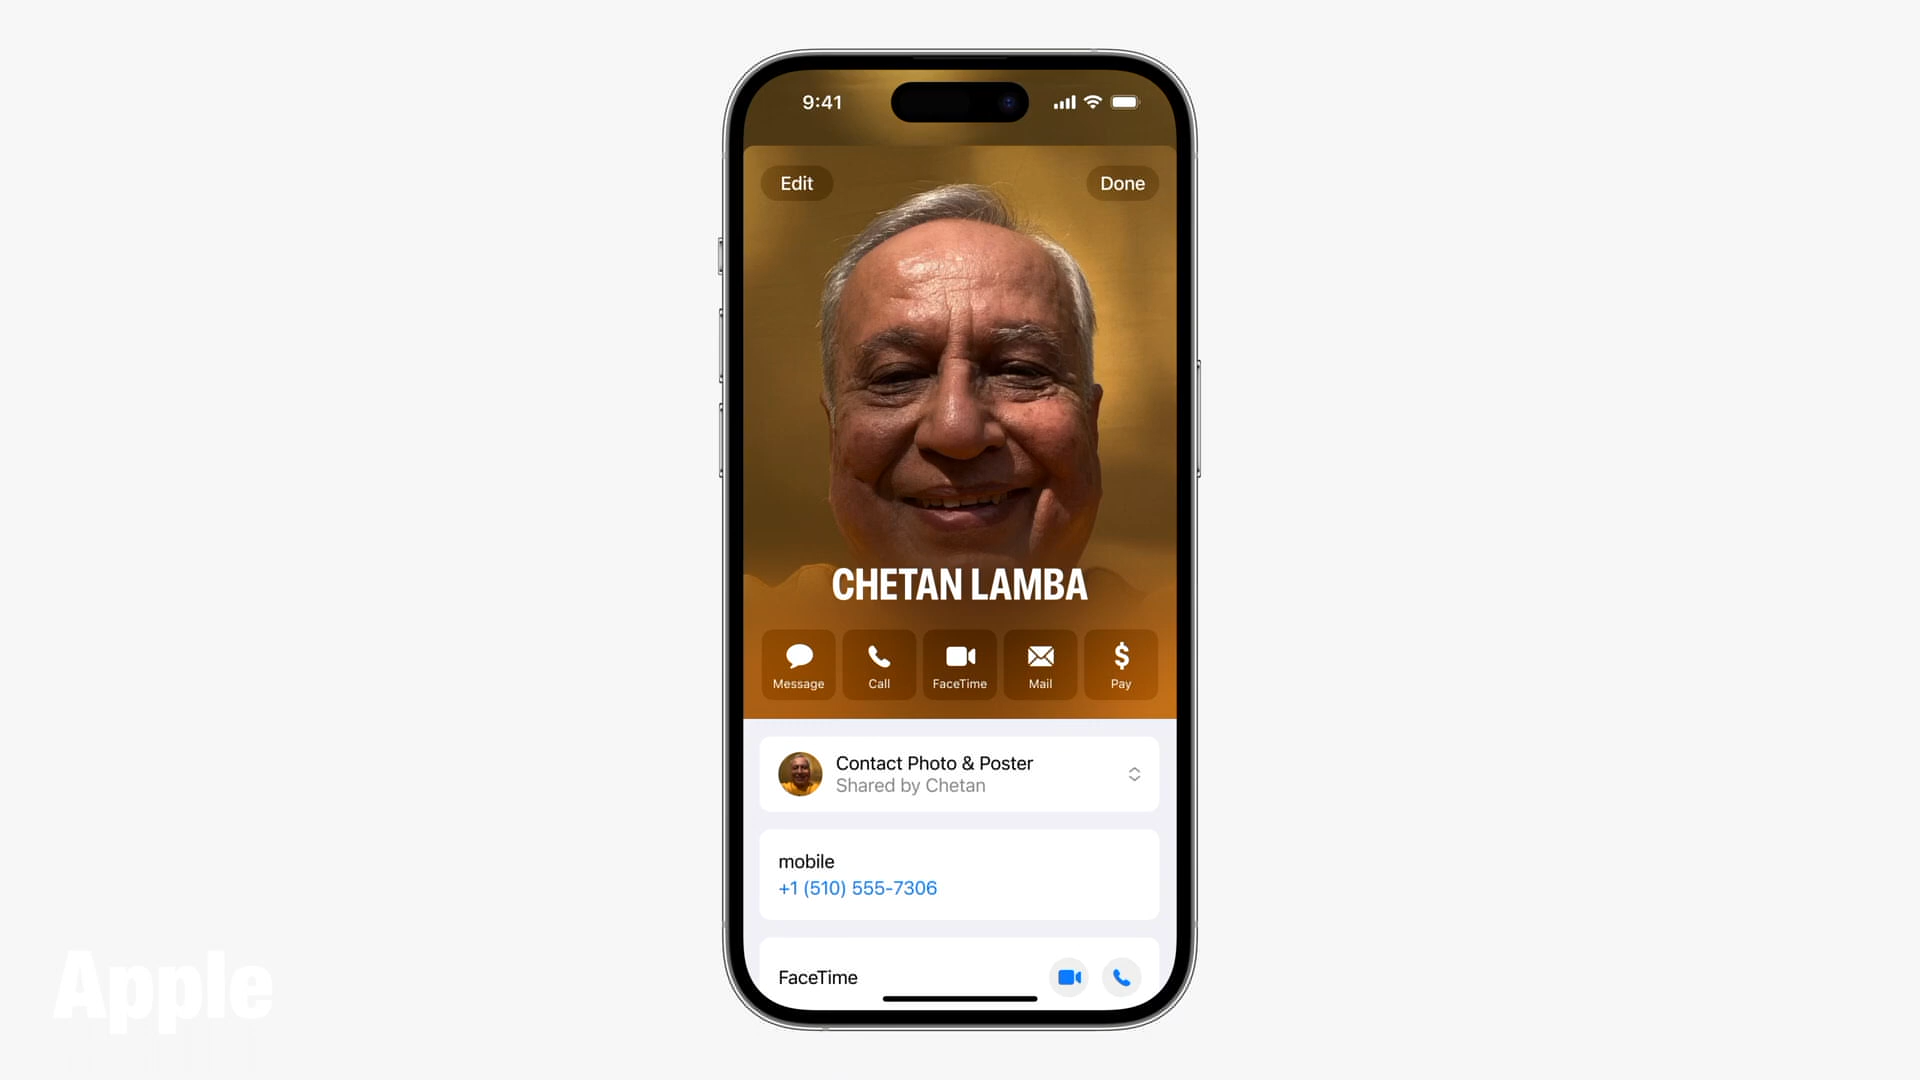 9:41
Edit
Done
CHETAN LAMBA
Message
Call
FaceTime
Mail
$
Pay
Contact Photo & Poster
Shared by Chetan
mobile
+1 (510) 555-7306
FaceTime
Apple